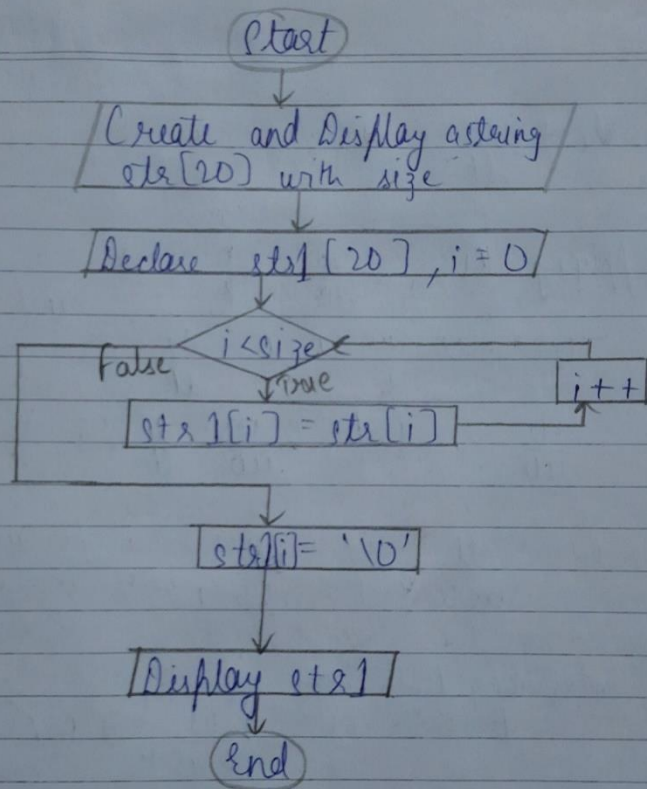 Start
Create and Display a string
str[20] with size
Declare str1[20], i = 0
i<size
False
True
i++
str1[i] = str[i]
str1[i]= '\0'
Display str1
End